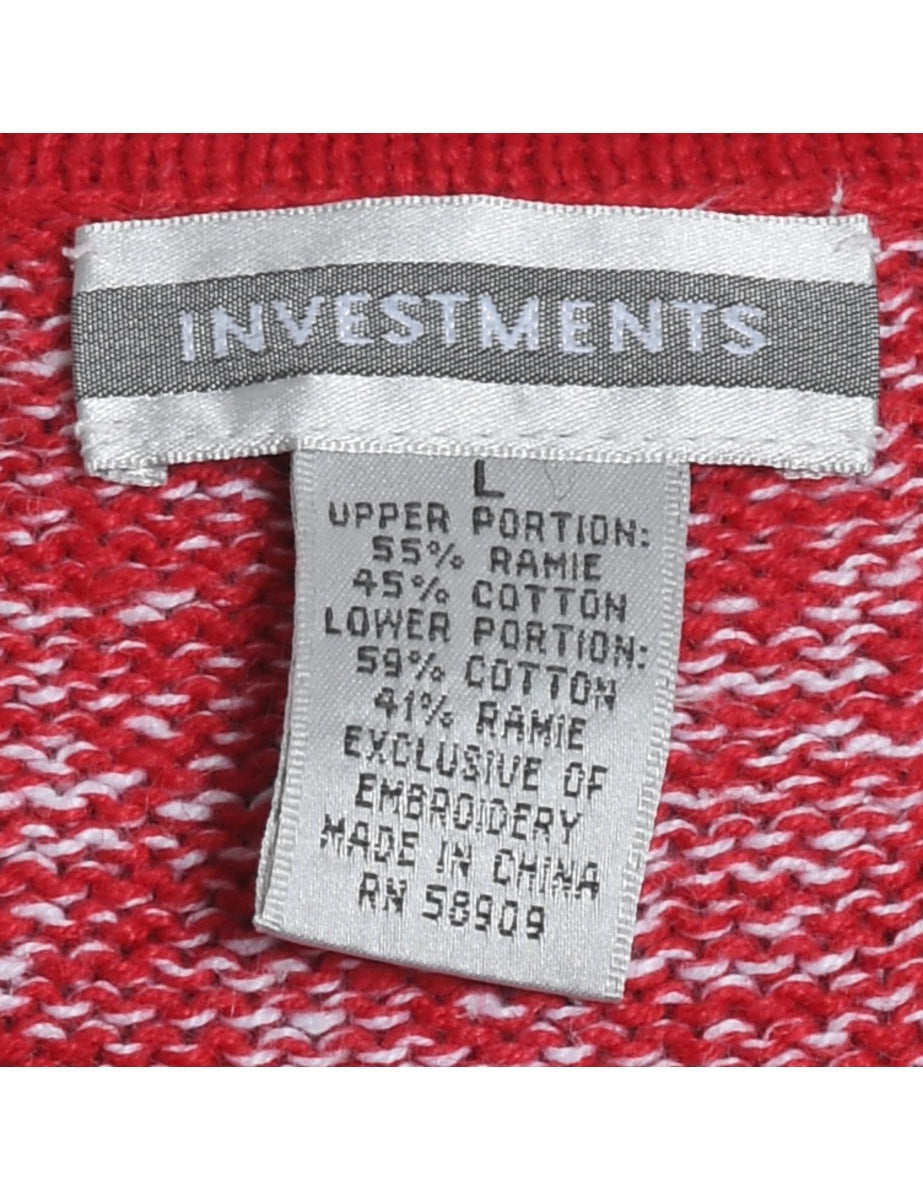 INVESTMENTS
L
UPPER PORTION:
55% RAMIE
45% COTTON
LOWER PORTION:
59% COTTON
41% RAMIE
EXCLUSIVE OF
EMBROIDERY
MADE IN CHINA
RN 58909